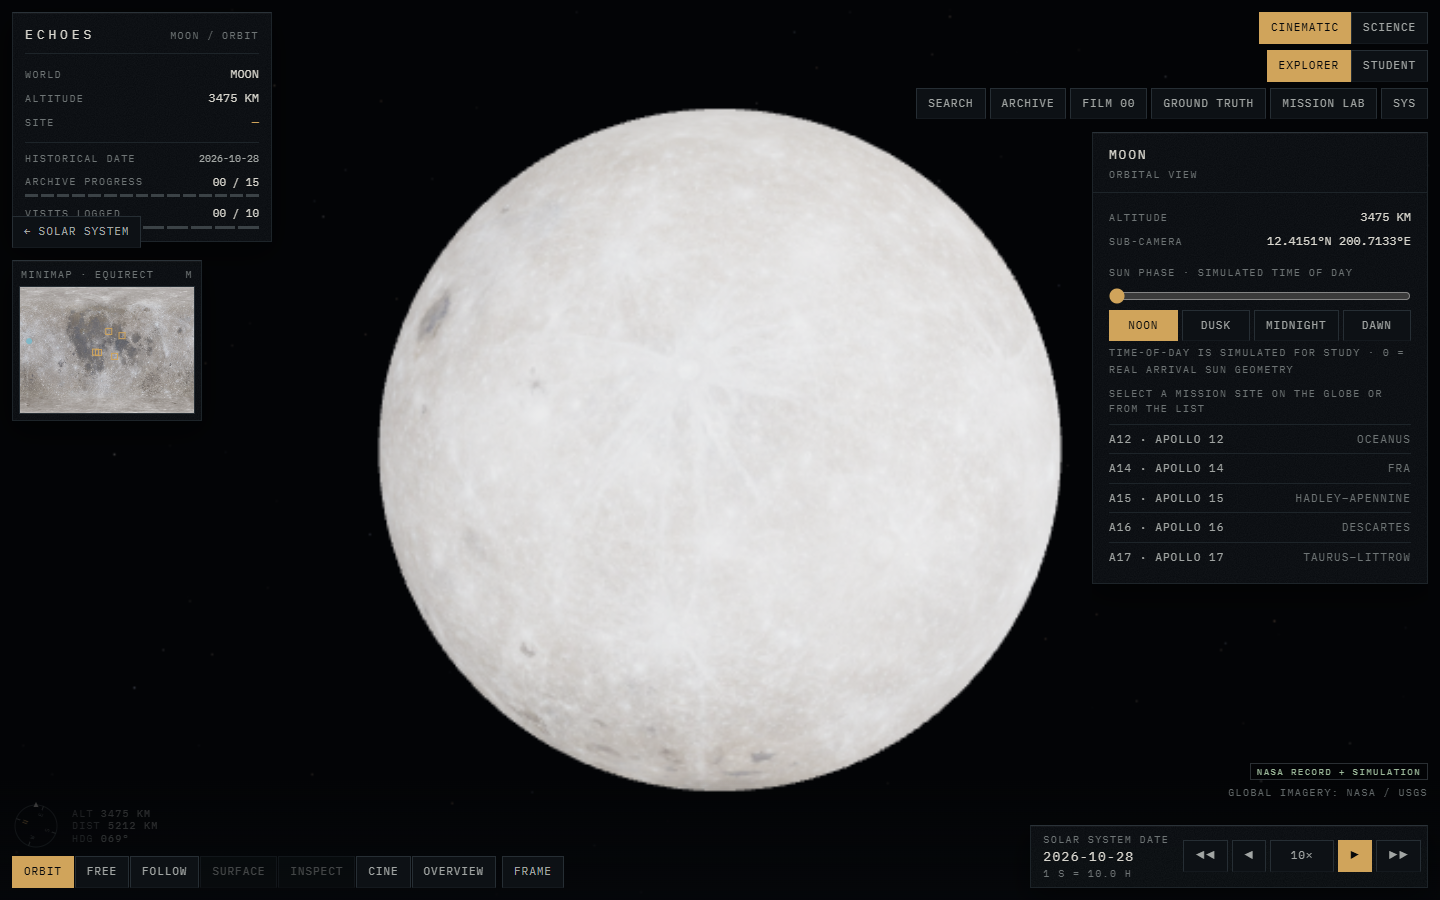 ECHOES MOON / ORBIT
WORLD MOON
ALTITUDE 3475 KM
SITE —
HISTORICAL DATE 2026-10-28
ARCHIVE PROGRESS 00 / 15
VISITS LOGGED 00 / 10
← SOLAR SYSTEM
MINIMAP · EQUIRECT M
CINEMATIC SCIENCE
EXPLORER STUDENT
SEARCH ARCHIVE FILM 00 GROUND TRUTH MISSION LAB SYS
MOON
ORBITAL VIEW
ALTITUDE 3475 KM
SUB-CAMERA 12.4151°N 200.7133°E
SUN PHASE · SIMULATED TIME OF DAY
NOON DUSK MIDNIGHT DAWN
TIME-OF-DAY IS SIMULATED FOR STUDY · 0 =
REAL ARRIVAL SUN GEOMETRY
SELECT A MISSION SITE ON THE GLOBE OR
FROM THE LIST
A12 · APOLLO 12 OCEANUS
A14 · APOLLO 14 FRA
A15 · APOLLO 15 HADLEY–APENNINE
A16 · APOLLO 16 DESCARTES
A17 · APOLLO 17 TAURUS–LITTROW
NASA RECORD + SIMULATION
GLOBAL IMAGERY: NASA / USGS
ALT 3475 KM
DIST 5212 KM
HDG 069°
ORBIT FREE FOLLOW SURFACE INSPECT CINE OVERVIEW FRAME
SOLAR SYSTEM DATE
2026-10-28
1 S = 10.0 H
◄◄ ◄ 10× ► ►►